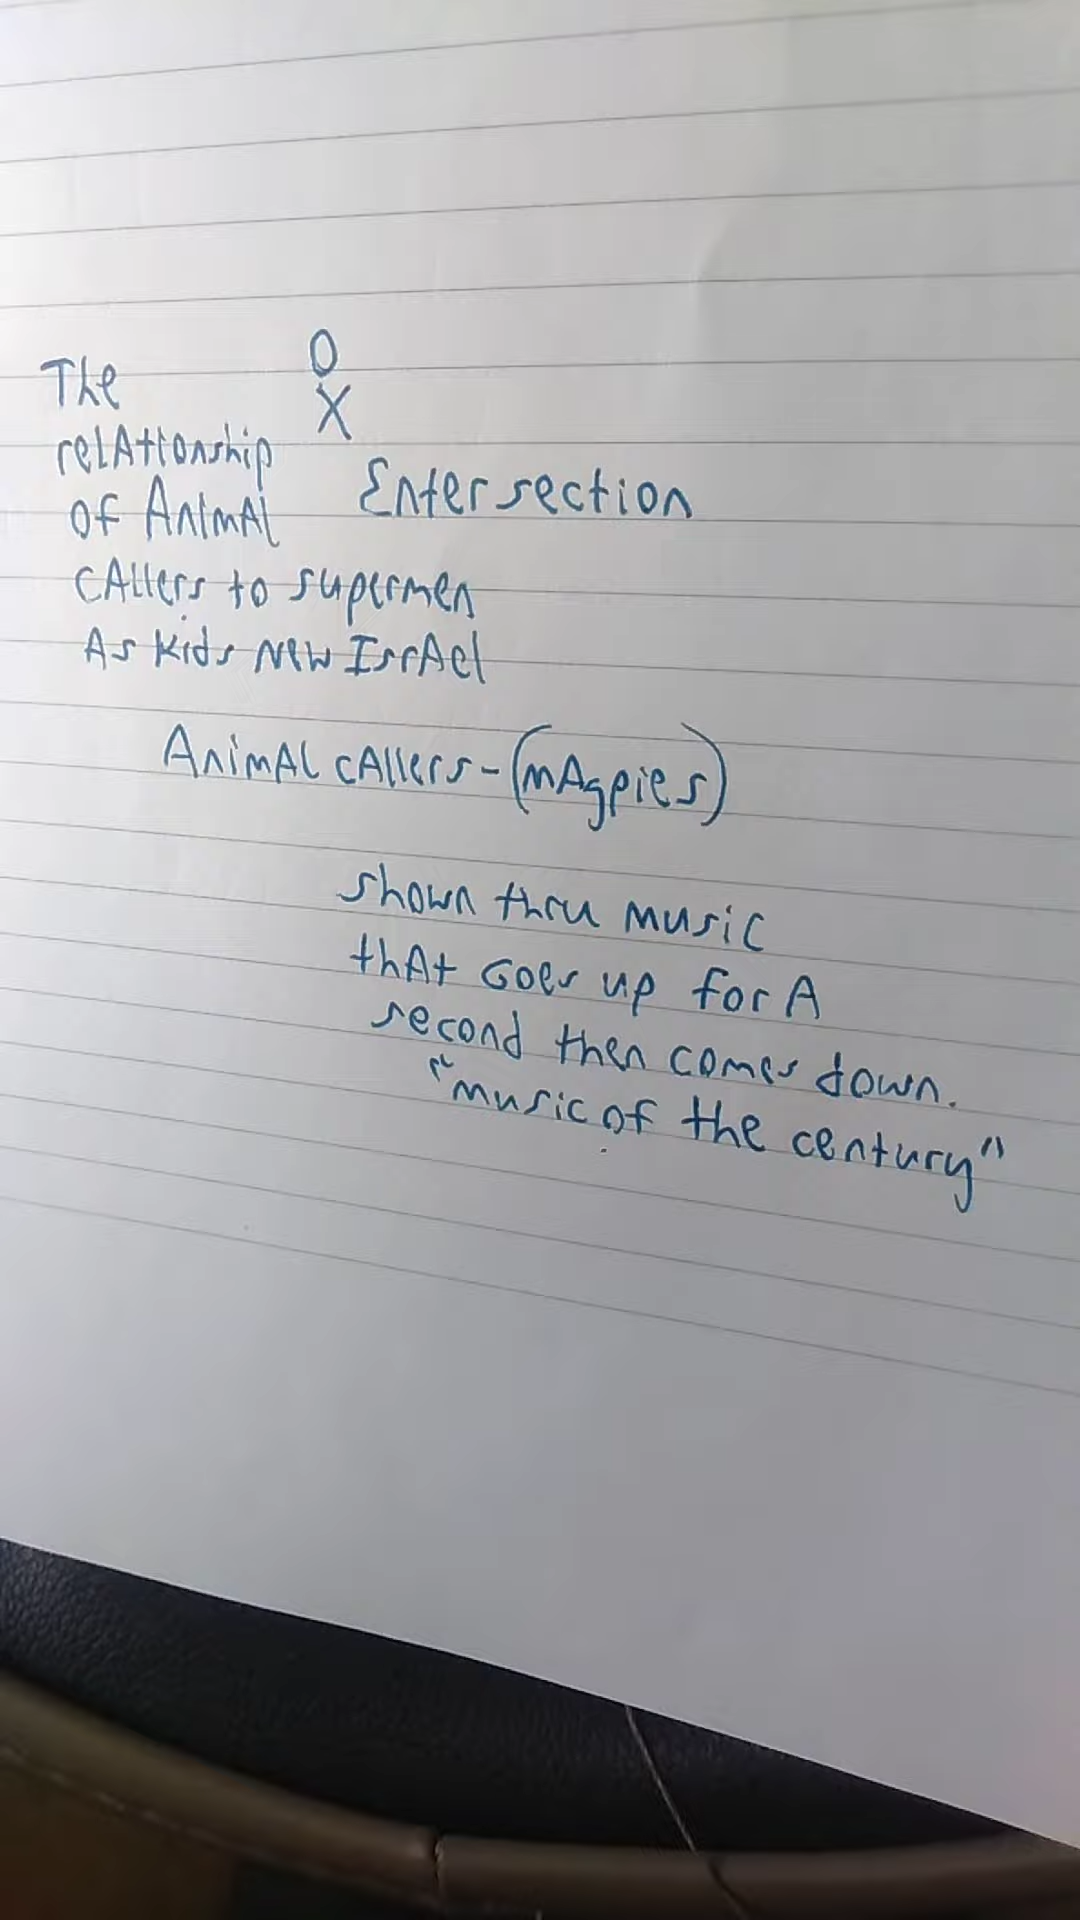 The
O
X
relAtionship
Entersection
OF AnimAl
cAllers to supermen
As kids New IsrAel
AnimAL cAllers - (mAgpies)
shown thru music
thAt Goes up for A
second then comes down.
"music of the century"